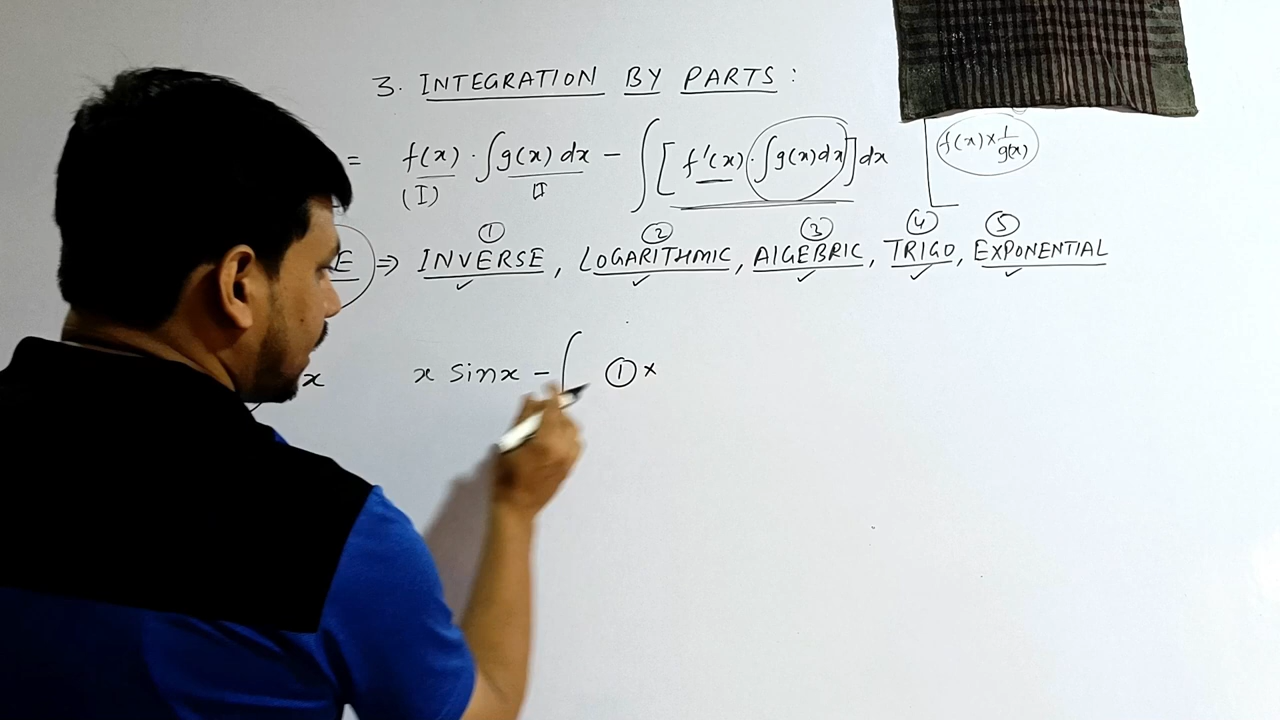 3. INTEGRATION BY PARTS :
= f(x) · ∫g(x) dx − ∫[f'(x) · ∫g(x)dx]dx
(I) II
f(x) × 1/g(x)
① ② ③ ④ ⑤
E ⇒ INVERSE, LOGARITHMIC, AlGEBRIC, TRIGO, EXPONENTIAL
✓ ✓ ✓ ✓ ✓
x x sinx − ∫ ① ×